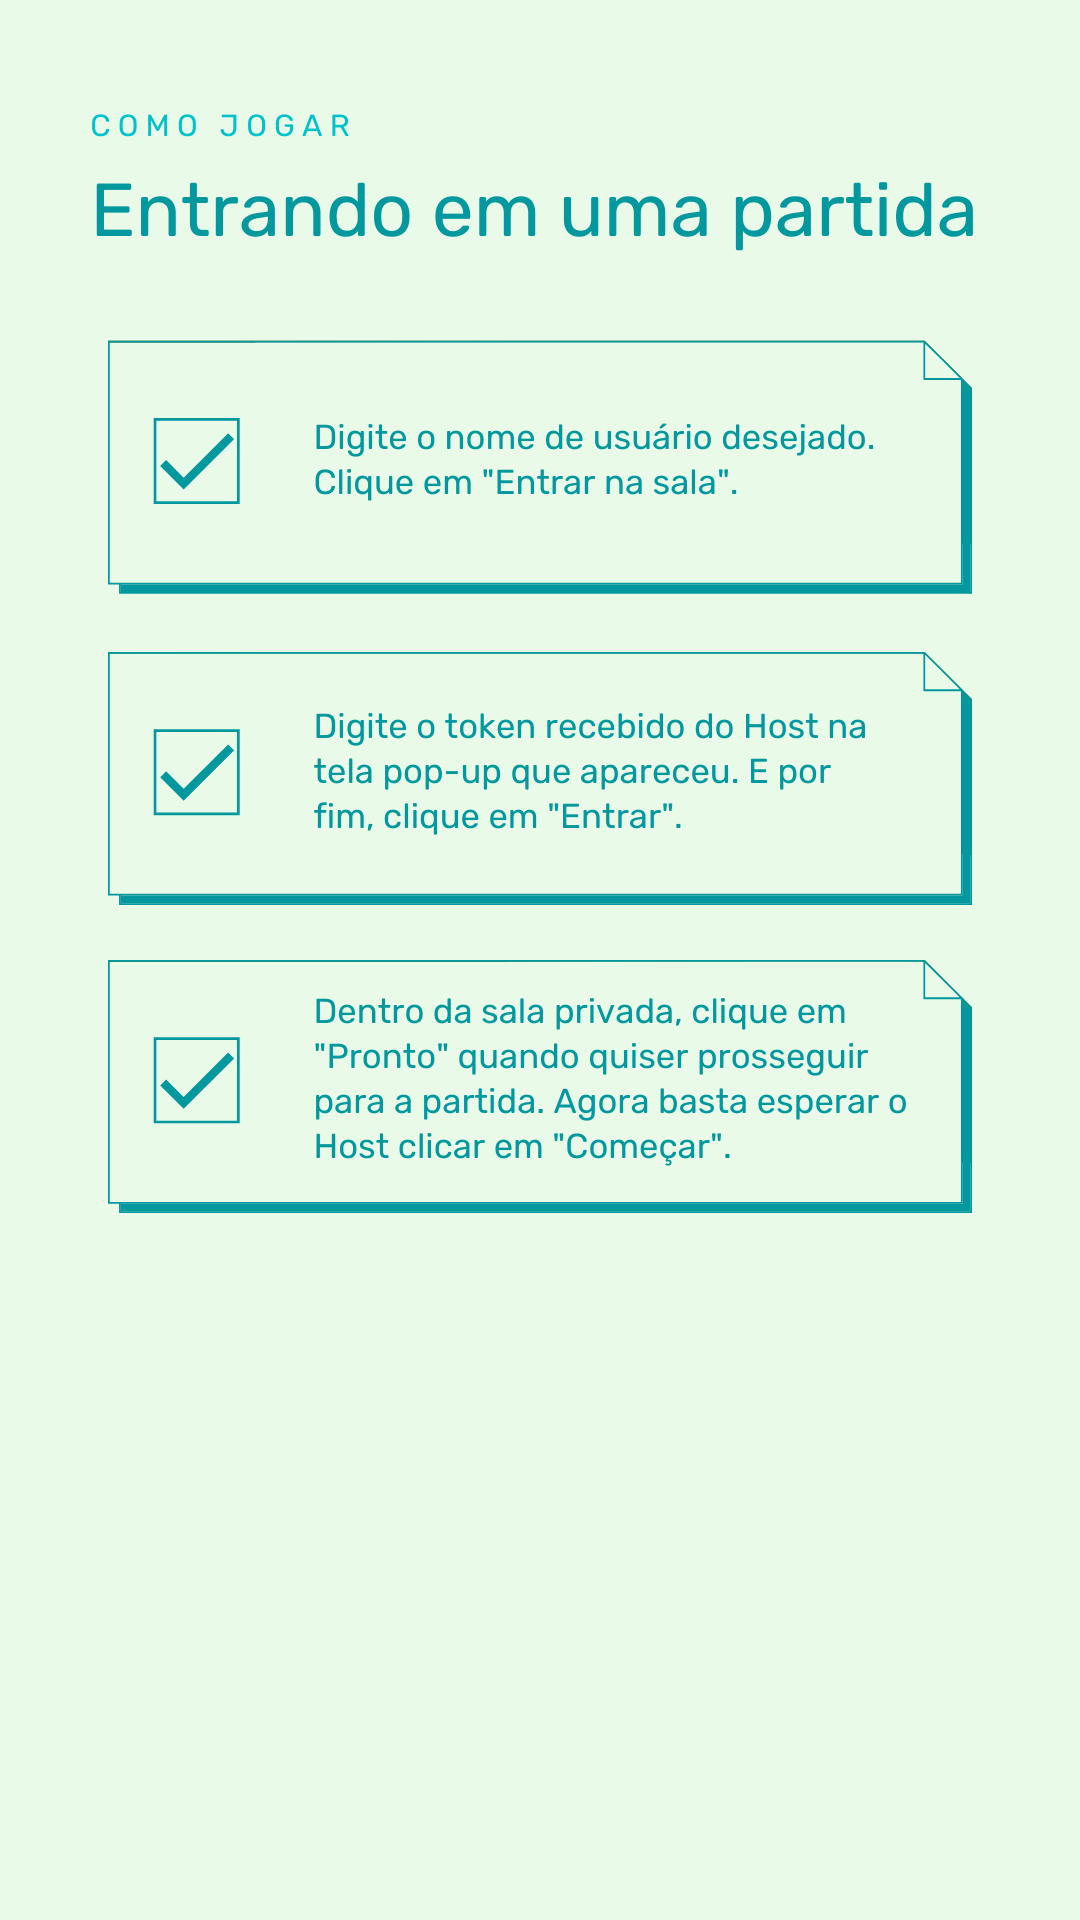 COMO JOGAR
Entrando em uma partida
Digite o nome de usuário desejado.
Clique em "Entrar na sala".
Digite o token recebido do Host na
tela pop-up que apareceu. E por
fim, clique em "Entrar".
Dentro da sala privada, clique em
"Pronto" quando quiser prosseguir
para a partida. Agora basta esperar o
Host clicar em "Começar".